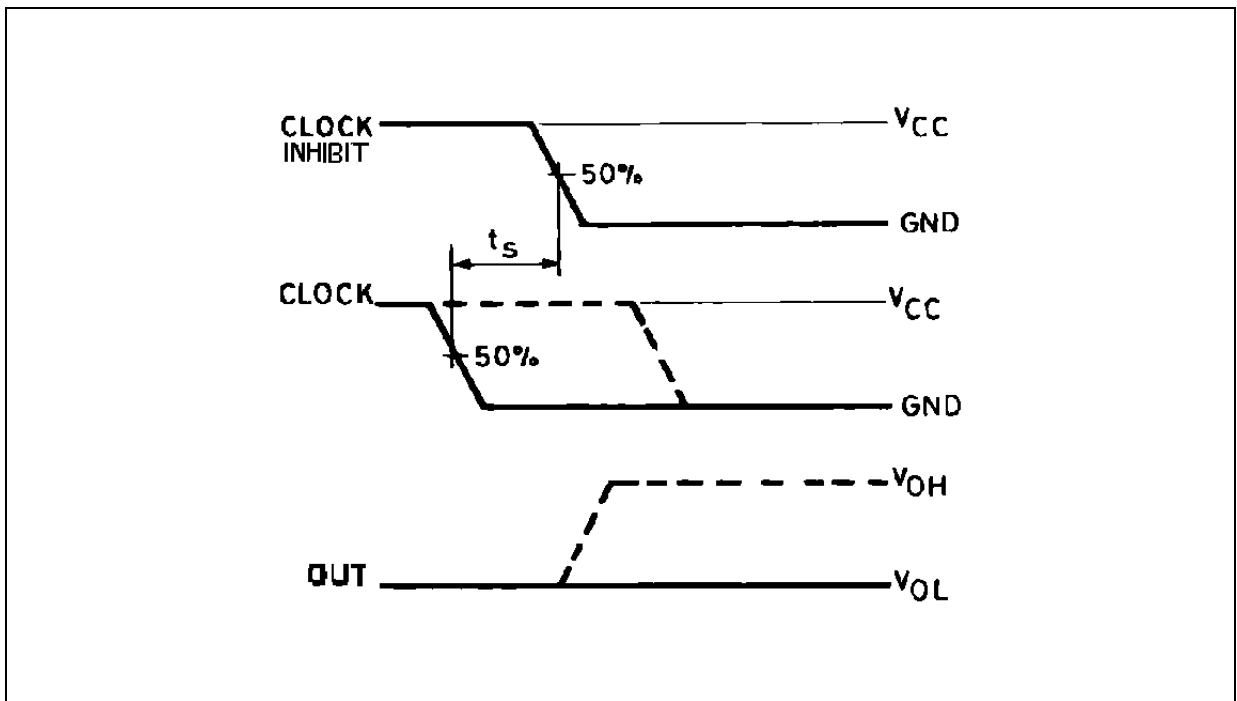 CLOCK
INHIBIT
VCC
50%
GND
ts
CLOCK
VCC
50%
GND
VOH
OUT
VOL